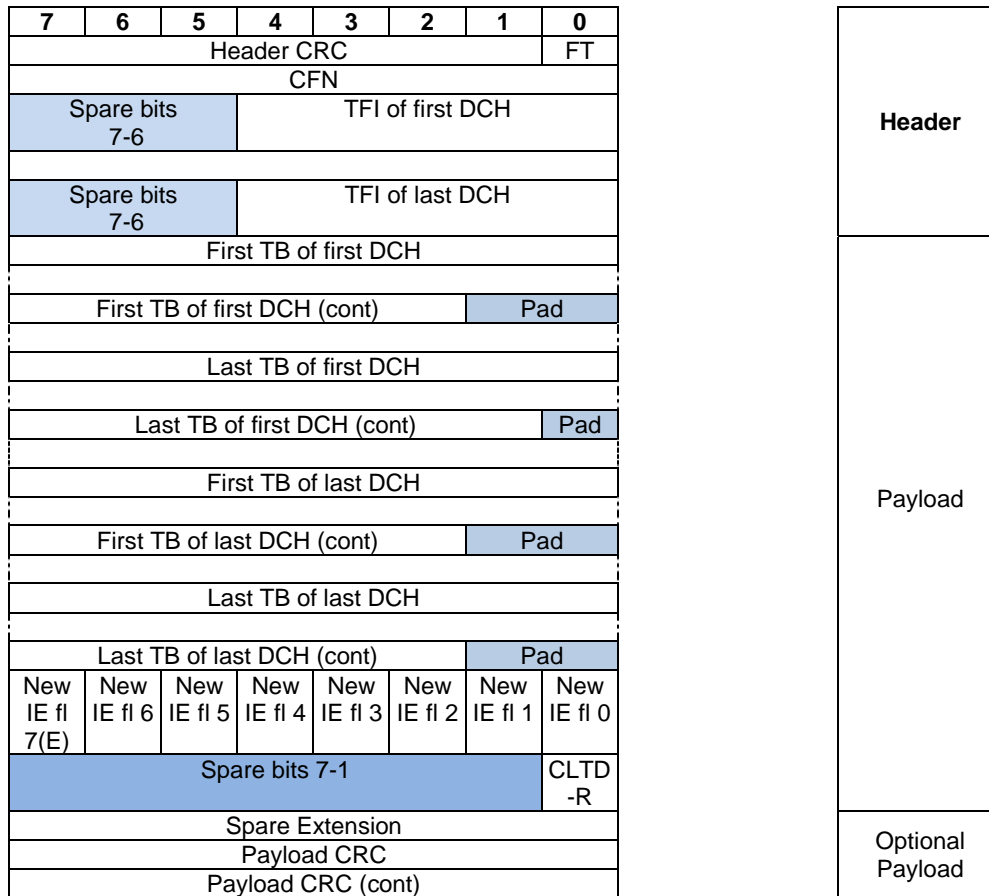 7 6 5 4 3 2 1 0
Header CRC FT
CFN
Spare bits TFI of first DCH
7-6
Header
Spare bits TFI of last DCH
7-6
First TB of first DCH
First TB of first DCH (cont) Pad
Last TB of first DCH
Last TB of first DCH (cont) Pad
First TB of last DCH
Payload
First TB of last DCH (cont) Pad
Last TB of last DCH
Last TB of last DCH (cont) Pad
New New New New New New New New
IE fl IE fl 6 IE fl 5 IE fl 4 IE fl 3 IE fl 2 IE fl 1 IE fl 0
7(E)
Spare bits 7-1 CLTD
-R
Spare Extension
Optional
Payload CRC
Payload
Payload CRC (cont)